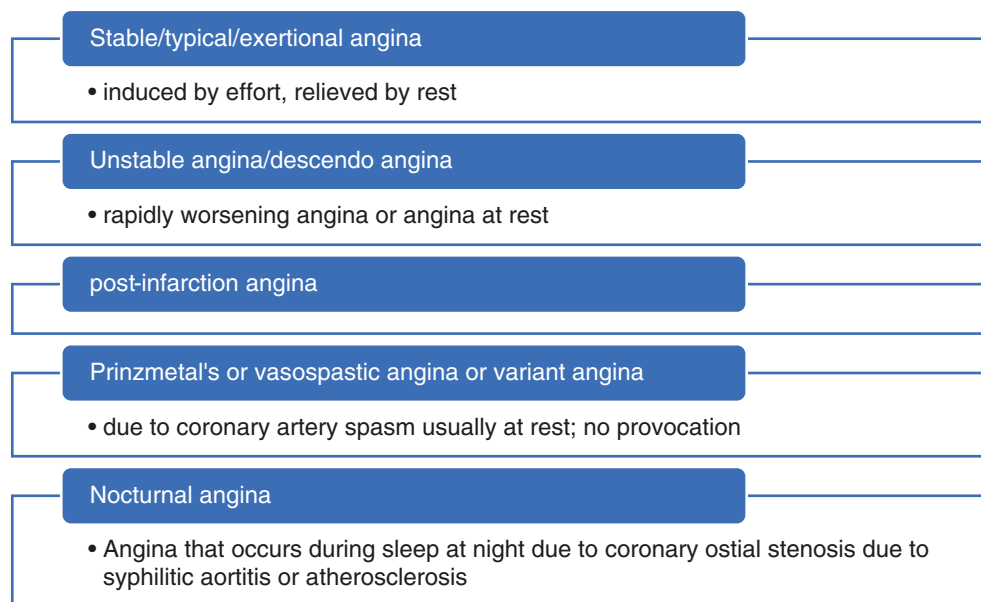 Stable/typical/exertional angina
• induced by effort, relieved by rest
Unstable angina/descendo angina
• rapidly worsening angina or angina at rest
post-infarction angina
Prinzmetal's or vasospastic angina or variant angina
• due to coronary artery spasm usually at rest; no provocation
Nocturnal angina
• Angina that occurs during sleep at night due to coronary ostial stenosis due to
syphilitic aortitis or atherosclerosis